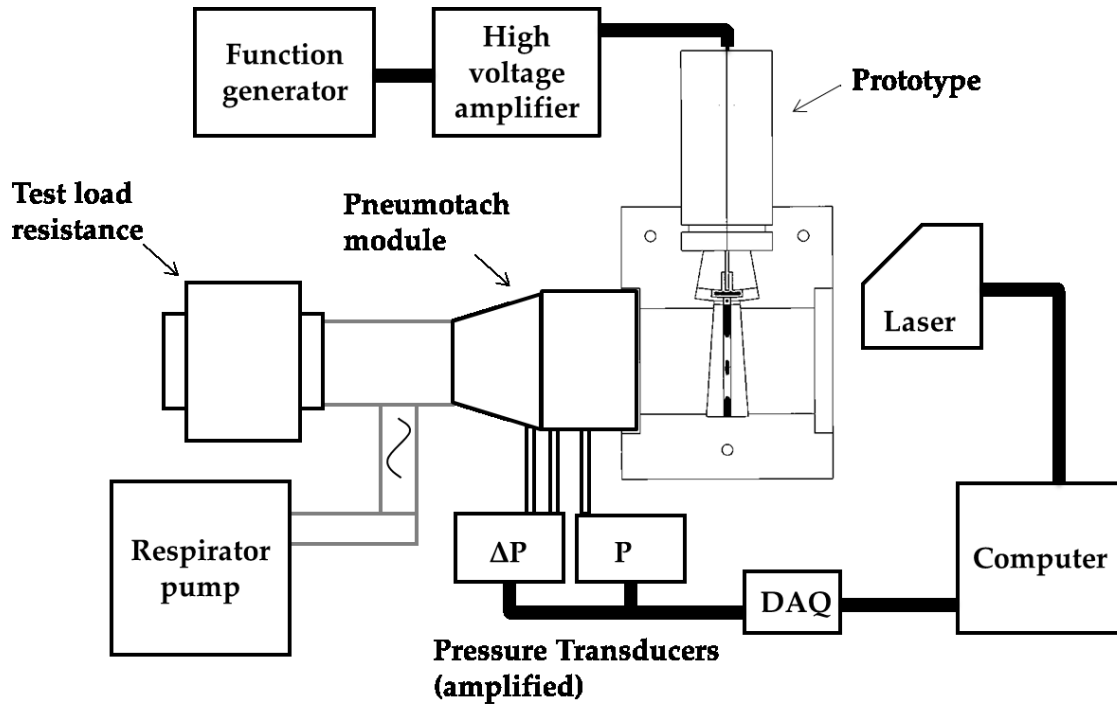 Function
generator
High
voltage
amplifier
Prototype
Test load
resistance
Pneumotach
module
Laser
Respirator
pump
ΔP
P
DAQ
Computer
Pressure Transducers
(amplified)